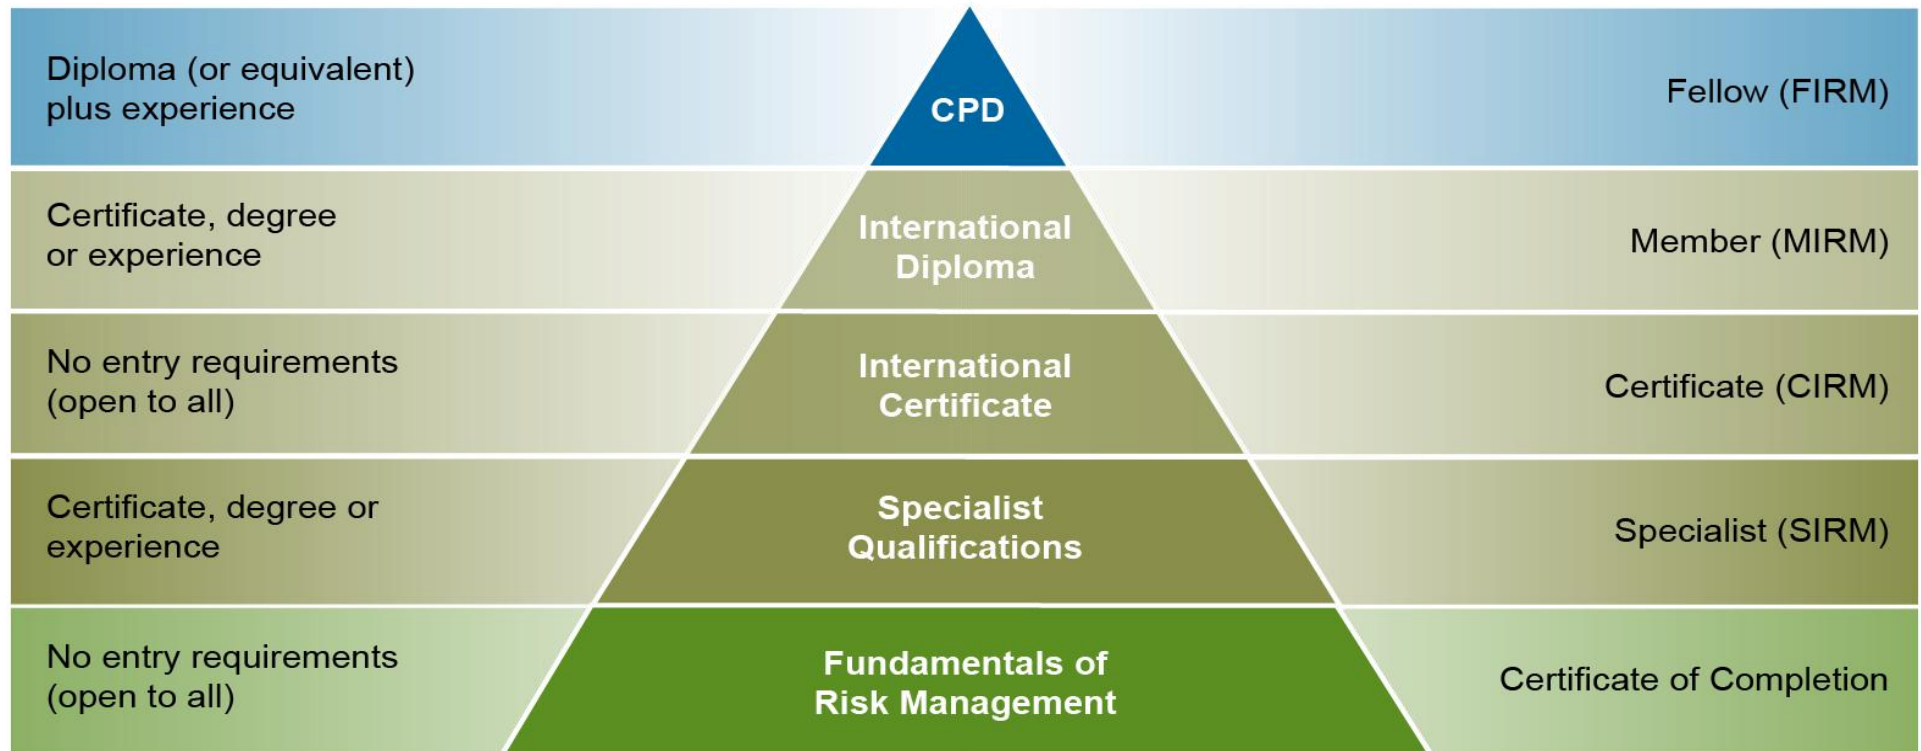 Diploma (or equivalent)
plus experience
CPD
Fellow (FIRM)
Certificate, degree
or experience
International
Diploma
Member (MIRM)
No entry requirements
(open to all)
International
Certificate
Certificate (CIRM)
Certificate, degree or
experience
Specialist
Qualifications
Specialist (SIRM)
No entry requirements
(open to all)
Fundamentals of
Risk Management
Certificate of Completion